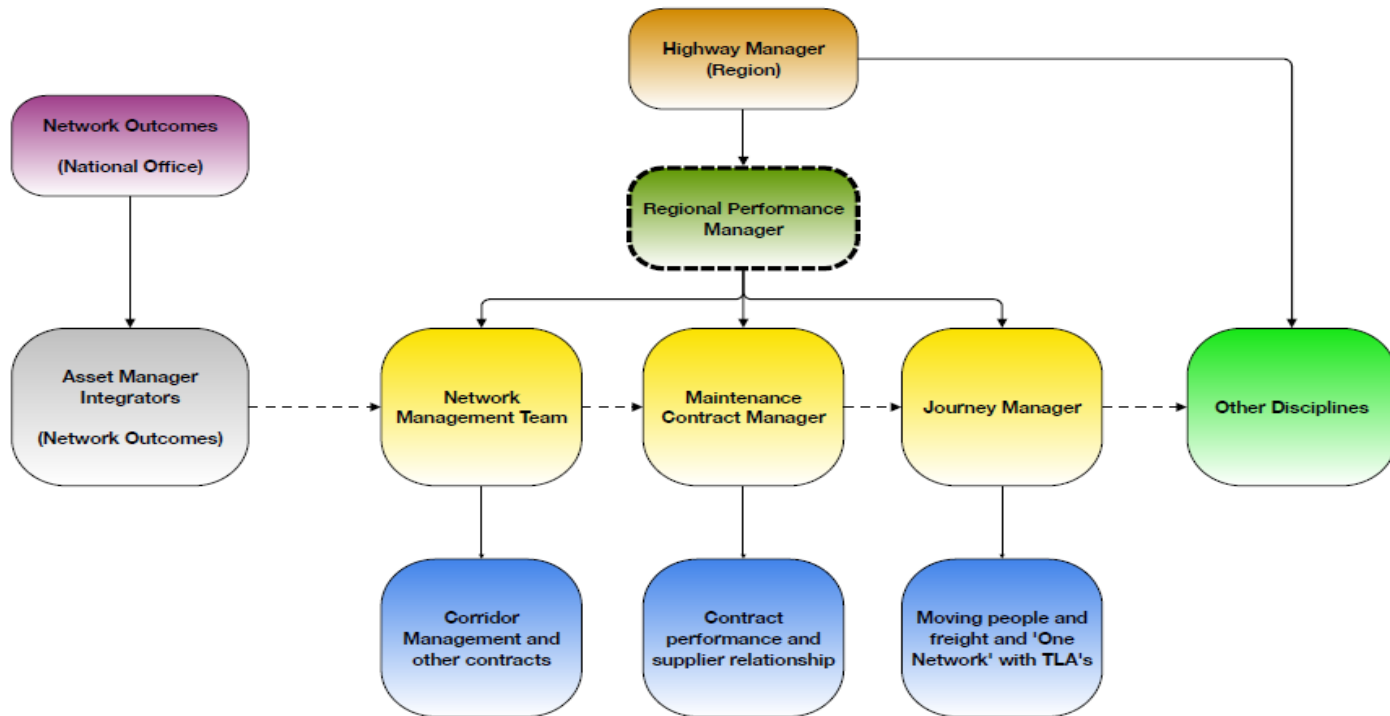 Highway Manager
(Region)
Network Outcomes
(National Office)
Regional Performance
Manager
Asset Manager
Integrators
(Network Outcomes)
Network
Management Team
Maintenance
Contract Manager
Journey Manager
Other Disciplines
Corridor
Management and
other contracts
Contract
performance and
supplier relationship
Moving people and
freight and 'One
Network' with TLA's